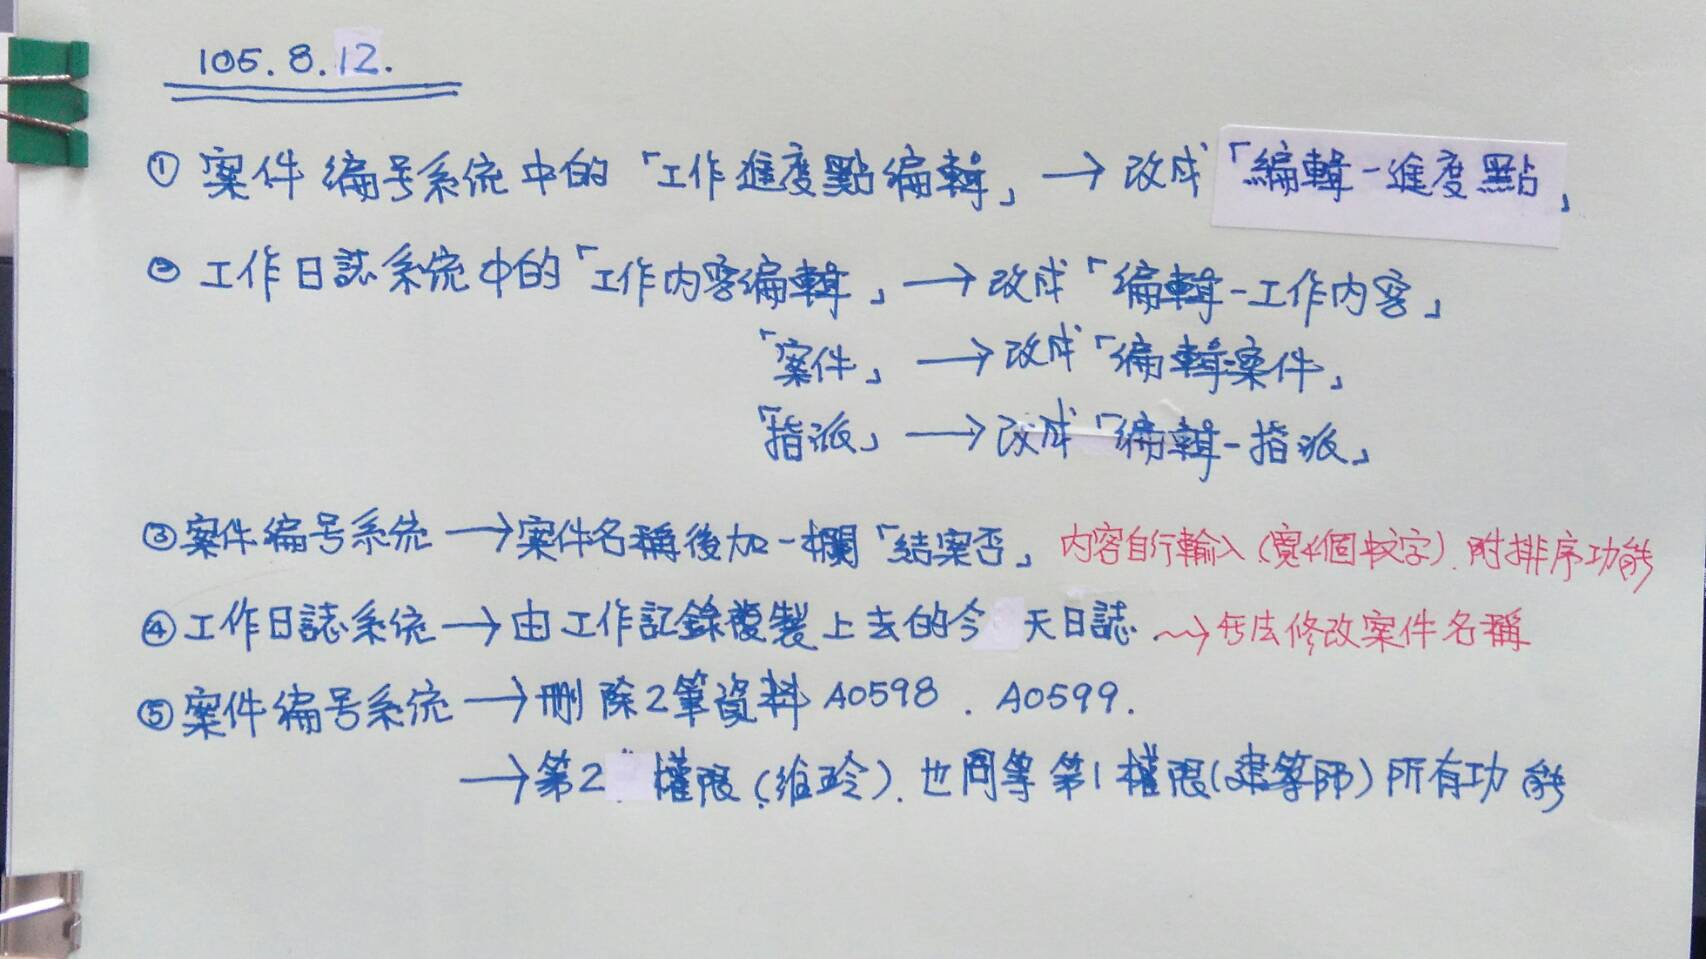 105.8.12.
① 案件編号系統中的「工作進度點編輯」→改成「編輯-進度點」
② 工作日誌系統中的「工作內容編輯」→改成「編輯-工作內容」
「案件」→改成「編輯-案件」
「指派」→改成「編輯-指派」
③ 案件編号系統→案件名稱後加一欄「結案否」內容自行輸入(寬4個中文字).附排序功能
④ 工作日誌系統→由工作記錄複製上去的今天日誌.→無法修改案件名稱
⑤ 案件編号系統→刪除2筆資料 A0598 . A0599.
→第2權限(維玲).也同等第1權限(建築師)所有功能